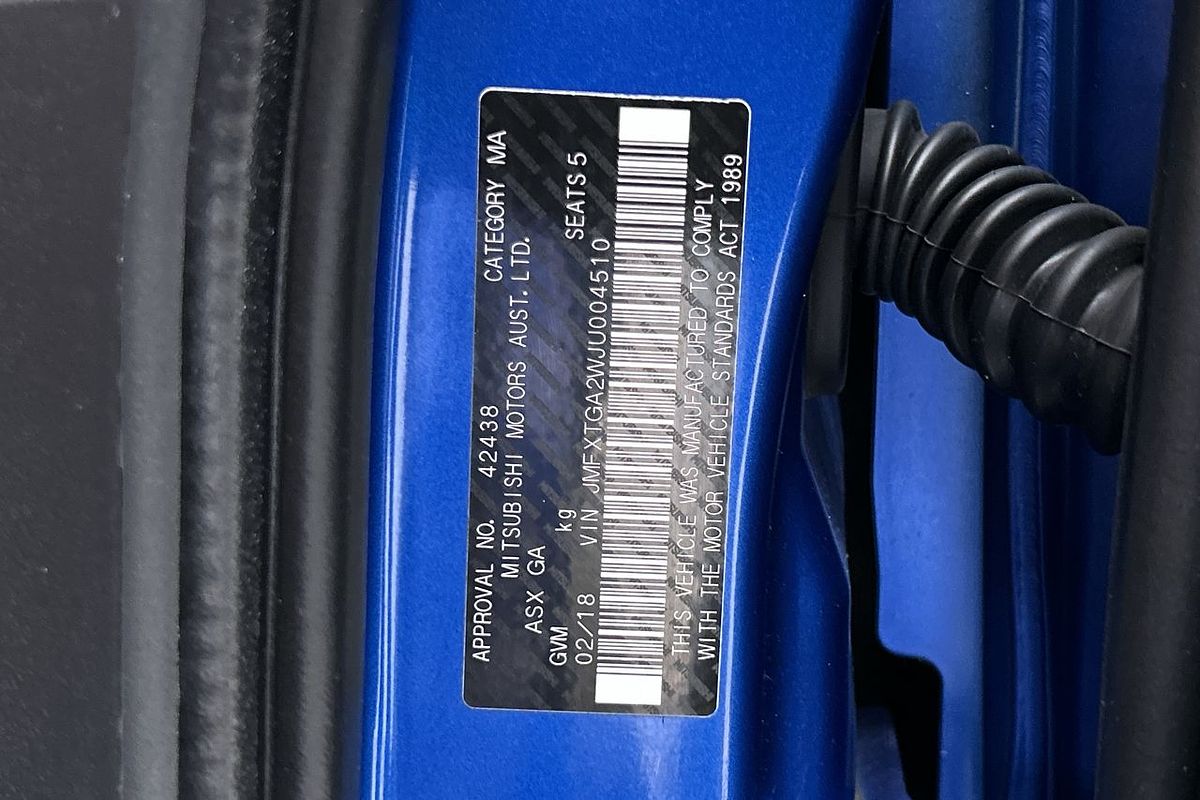 APPROVAL NO. 42438 CATEGORY MA
MITSUBISHI MOTORS AUST.LTD.
ASX GA
GVM kg SEATS 5
02/18 VIN JMFXTGA2WJU004510
THIS VEHICLE WAS MANUFACTURED TO COMPLY
WITH THE MOTOR VEHICLE STANDARDS ACT 1989